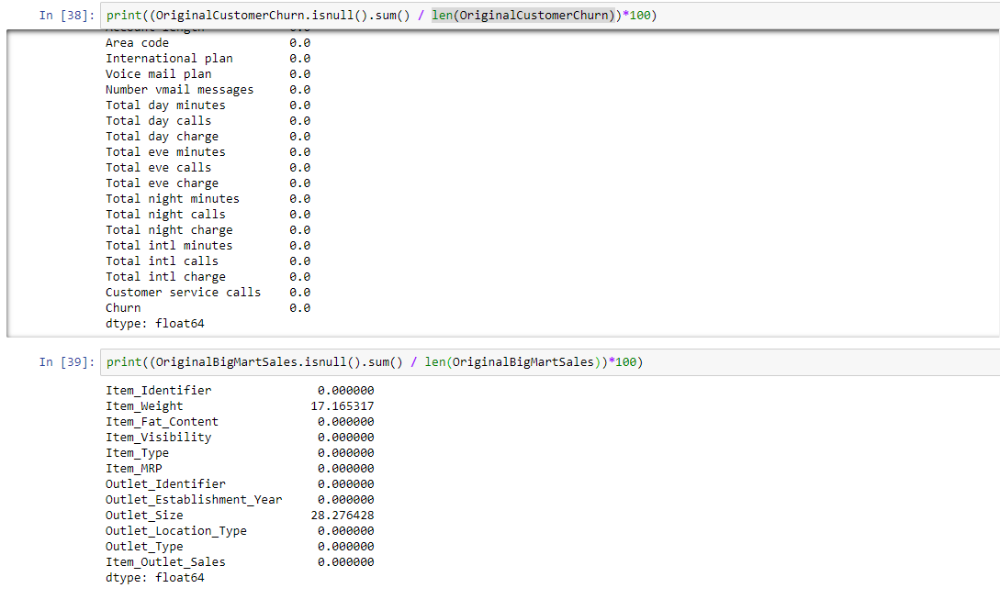 In [38]: print((OriginalCustomerChurn.isnull().sum() / len(OriginalCustomerChurn))*100)
Account length 0.0
Area code 0.0
International plan 0.0
Voice mail plan 0.0
Number vmail messages 0.0
Total day minutes 0.0
Total day calls 0.0
Total day charge 0.0
Total eve minutes 0.0
Total eve calls 0.0
Total eve charge 0.0
Total night minutes 0.0
Total night calls 0.0
Total night charge 0.0
Total intl minutes 0.0
Total intl calls 0.0
Total intl charge 0.0
Customer service calls 0.0
Churn 0.0
dtype: float64
In [39]: print((OriginalBigMartSales.isnull().sum() / len(OriginalBigMartSales))*100)
Item_Identifier 0.000000
Item_Weight 17.165317
Item_Fat_Content 0.000000
Item_Visibility 0.000000
Item_Type 0.000000
Item_MRP 0.000000
Outlet_Identifier 0.000000
Outlet_Establishment_Year 0.000000
Outlet_Size 28.276428
Outlet_Location_Type 0.000000
Outlet_Type 0.000000
Item_Outlet_Sales 0.000000
dtype: float64